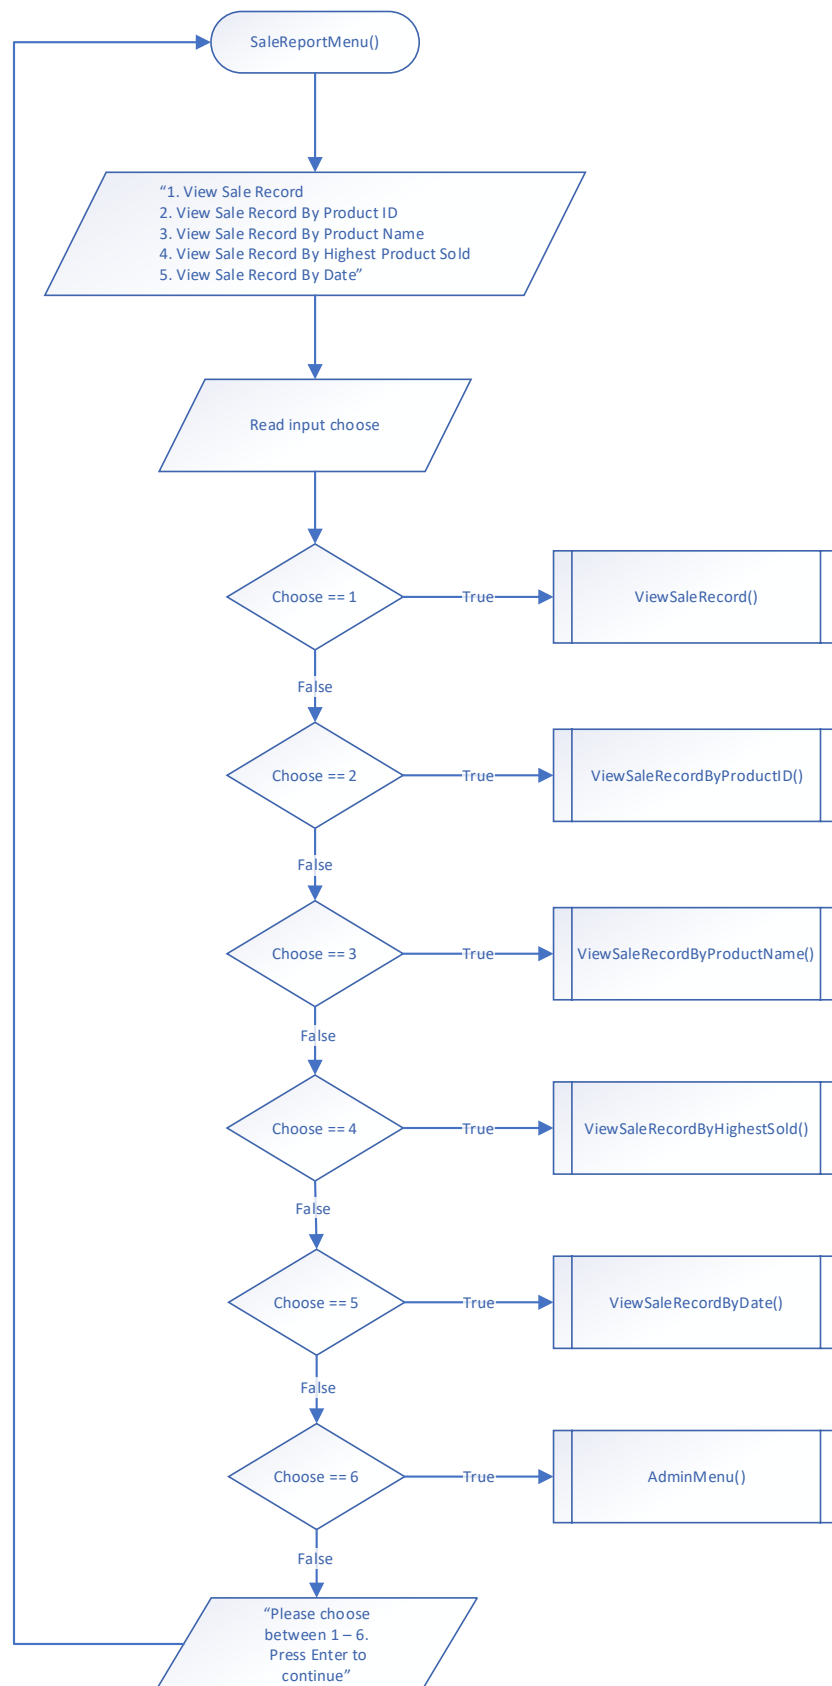 SaleReportMenu()
“1. View Sale Record
2. View Sale Record By Product ID
3. View Sale Record By Product Name
4. View Sale Record By Highest Product Sold
5. View Sale Record By Date”
Read input choose
Choose == 1
True
ViewSaleRecord()
False
Choose == 2
True
ViewSaleRecordByProductID()
False
Choose == 3
True
ViewSaleRecordByProductName()
False
Choose == 4
True
ViewSaleRecordByHighestSold()
False
Choose == 5
True
ViewSaleRecordByDate()
False
Choose == 6
True
AdminMenu()
False
“Please choose
between 1 – 6.
Press Enter to
continue”